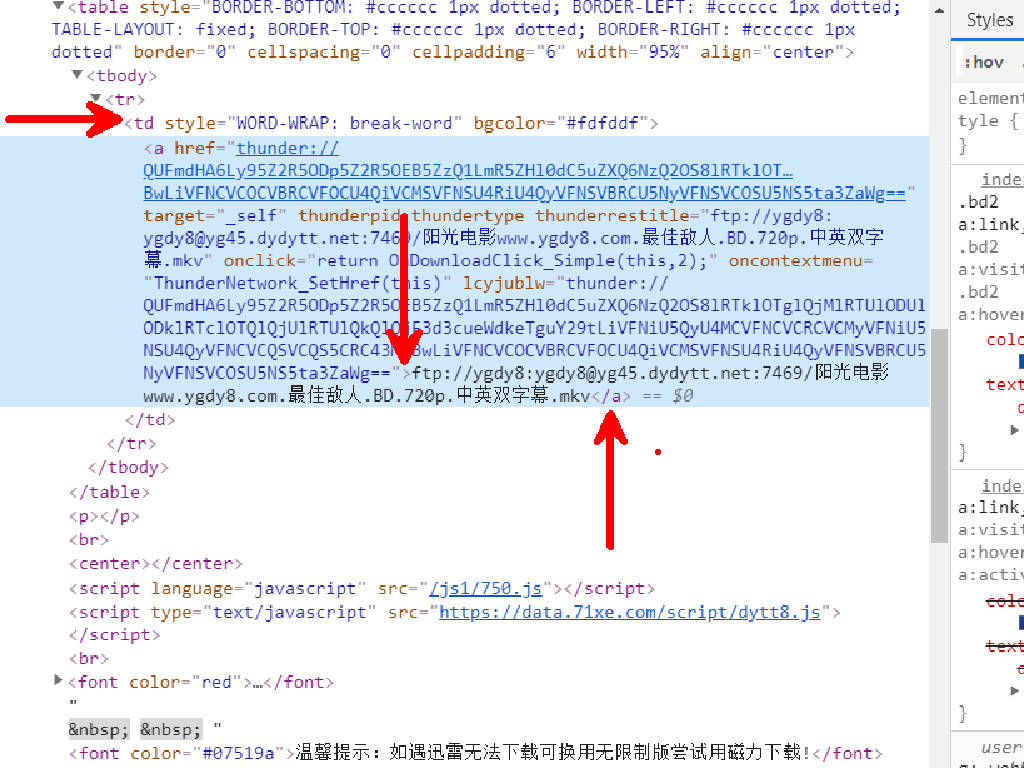 ▼<table style="BORDER-BOTTOM: #cccccc 1px dotted; BORDER-LEFT: #cccccc 1px dotted;
TABLE-LAYOUT: fixed; BORDER-TOP: #cccccc 1px dotted; BORDER-RIGHT: #cccccc 1px
dotted" border="0" cellspacing="0" cellpadding="6" width="95%" align="center">
▼<tbody>
▼<tr>
<td style="WORD-WRAP: break-word" bgcolor="#fdfddf">
<a href="thunder://
QUFmdHA6Ly95Z2R5ODp5Z2R5OEB5ZzQ1LmR5ZHl0dC5uZXQ6NzQ2OS8lRTklOT…
BwLiVFNCVCOCVBRCVFOCU4QiVCMSVFNSU4RiU4QyVFNSVBRCU5NyVFNSVCOSU5NS5ta3ZaWg=="
target="_self" thunderpid thundertype thunderrestitle="ftp://ygdy8:
ygdy8@yg45.dydytt.net:7469/阳光电影www.ygdy8.com.最佳敌人.BD.720p.中英双字
幕.mkv" onclick="return OnDownloadClick_Simple(this,2);" oncontextmenu=
"ThunderNetwork_SetHref(this)" lcyjublw="thunder://
QUFmdHA6Ly95Z2R5ODp5Z2R5OEB5ZzQ1LmR5ZHl0dC5uZXQ6NzQ2OS8lRTklOTglQjMlRTUlODUl
NSU4QyVFNCVCQSVCQS5CRC43 BwLiVFNCVCOCVBRCVFOCU4QiVCMSVFNSU4RiU4QyVFNSVBRCU5
NyVFNSVCOSU5NS5ta3ZaWg==">ftp://ygdy8:ygdy8@yg45.dydytt.net:7469/阳光电影
www.ygdy8.com.最佳敌人.BD.720p.中英双字幕.mkv</a> == $0
</td>
</tr>
</tbody>
</table>
<p></p>
<br>
<center></center>
<script language="javascript" src="/js1/750.js"></script>
<script type="text/javascript" src="https://data.71xe.com/script/dytt8.js">
</script>
<br>
▶<font color="red">…</font>
"
&nbsp; &nbsp; "
<font color="#07519a">温馨提示：如遇迅雷无法下载可换用无限制版尝试用磁力下载!</font>
Styles
:hov
element
tyle {
}
index
.bd2
a:link,
.bd2
a:visit
.bd2
a:hover
colo
text
▶
}
index
a:link,
a:visit
a:hover
a:activ
colo
text
▶
}
user